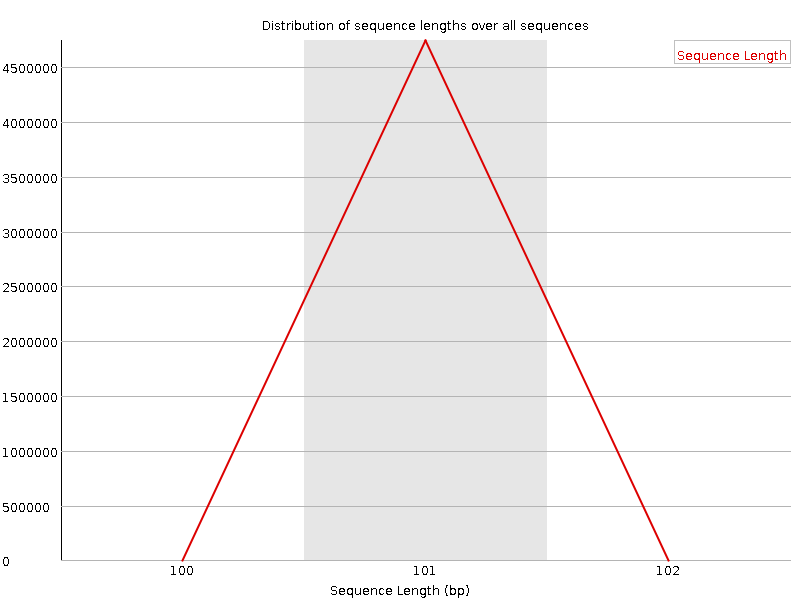 Distribution of sequence lengths over all sequences
Sequence Length
4500000
4000000
3500000
3000000
2500000
2000000
1500000
1000000
500000
0
100 101 102
Sequence Length (bp)